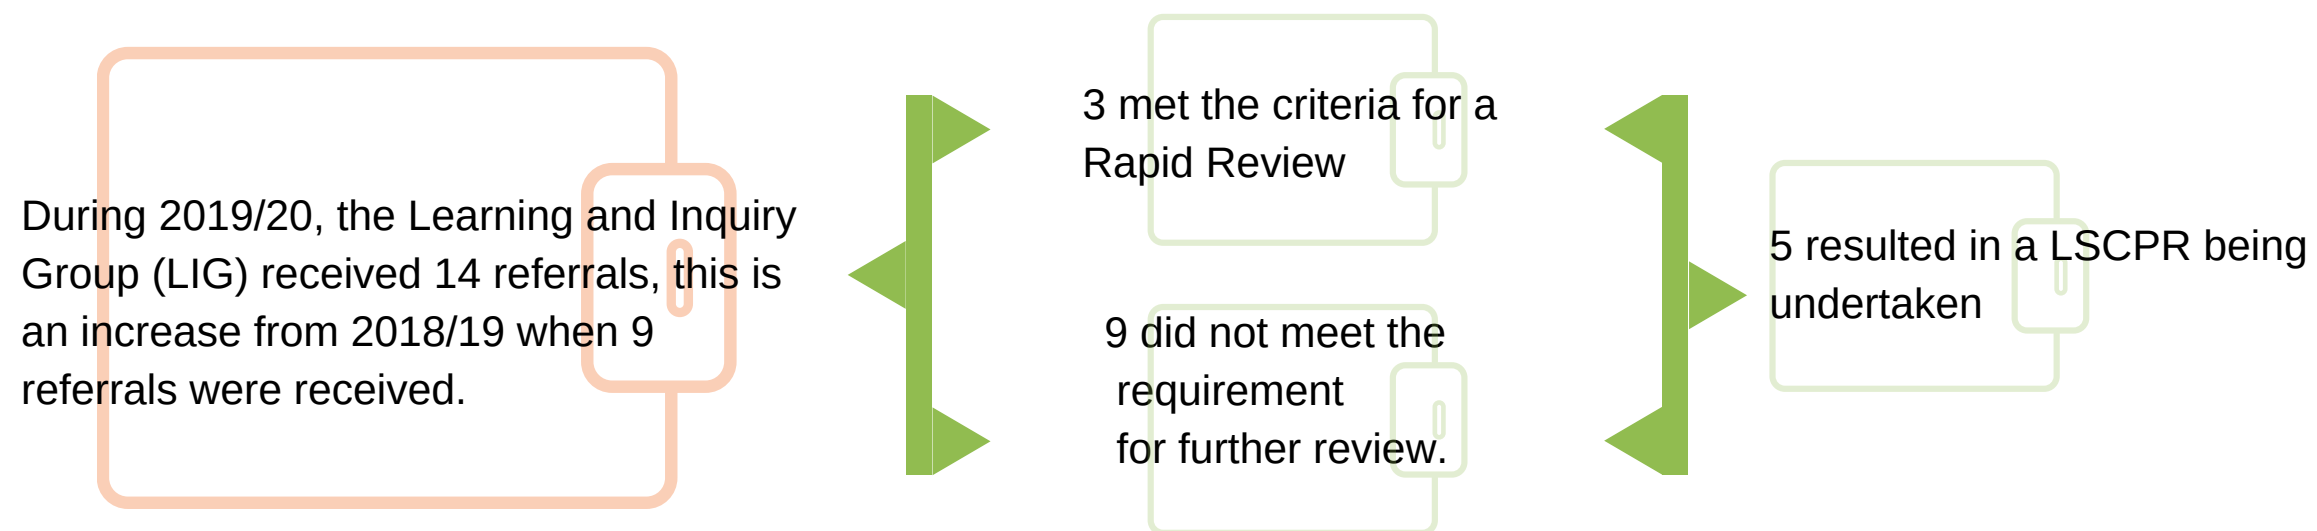 During 2019/20, the Learning and Inquiry
Group (LIG) received 14 referrals, this is
an increase from 2018/19 when 9
referrals were received.
3 met the criteria for a
Rapid Review
9 did not meet the
requirement
for further review.
5 resulted in a LSCPR being
undertaken